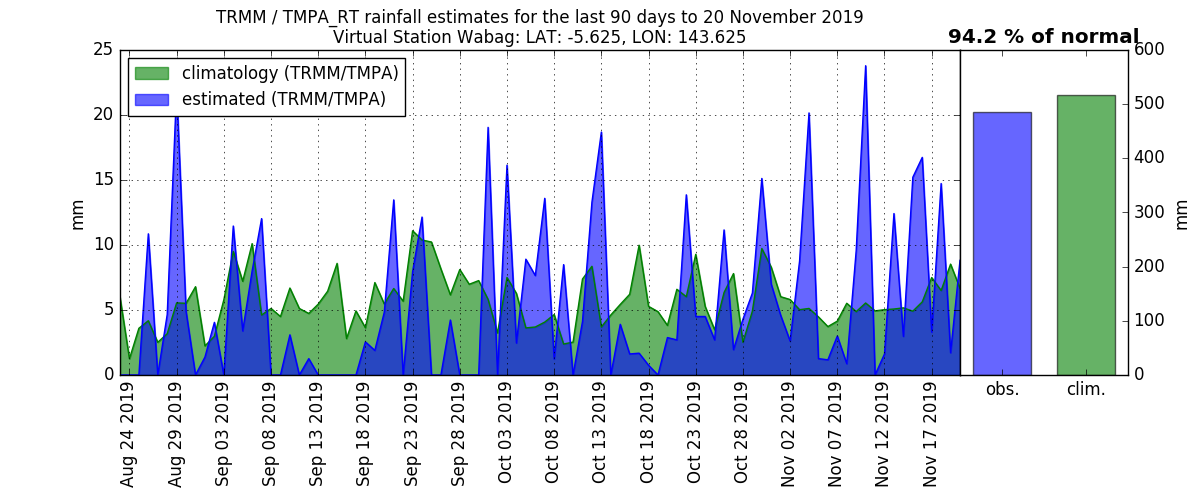 TRMM / TMPA_RT rainfall estimates for the last 90 days to 20 November 2019
Virtual Station Wabag: LAT: -5.625, LON: 143.625
94.2 % of normal
climatology (TRMM/TMPA)
estimated (TRMM/TMPA)
25
20
15
10
5
0
mm
600
500
400
300
200
100
0
mm
Aug 24 2019
Aug 29 2019
Sep 03 2019
Sep 08 2019
Sep 13 2019
Sep 18 2019
Sep 23 2019
Sep 28 2019
Oct 03 2019
Oct 08 2019
Oct 13 2019
Oct 18 2019
Oct 23 2019
Oct 28 2019
Nov 02 2019
Nov 07 2019
Nov 12 2019
Nov 17 2019
obs.
clim.